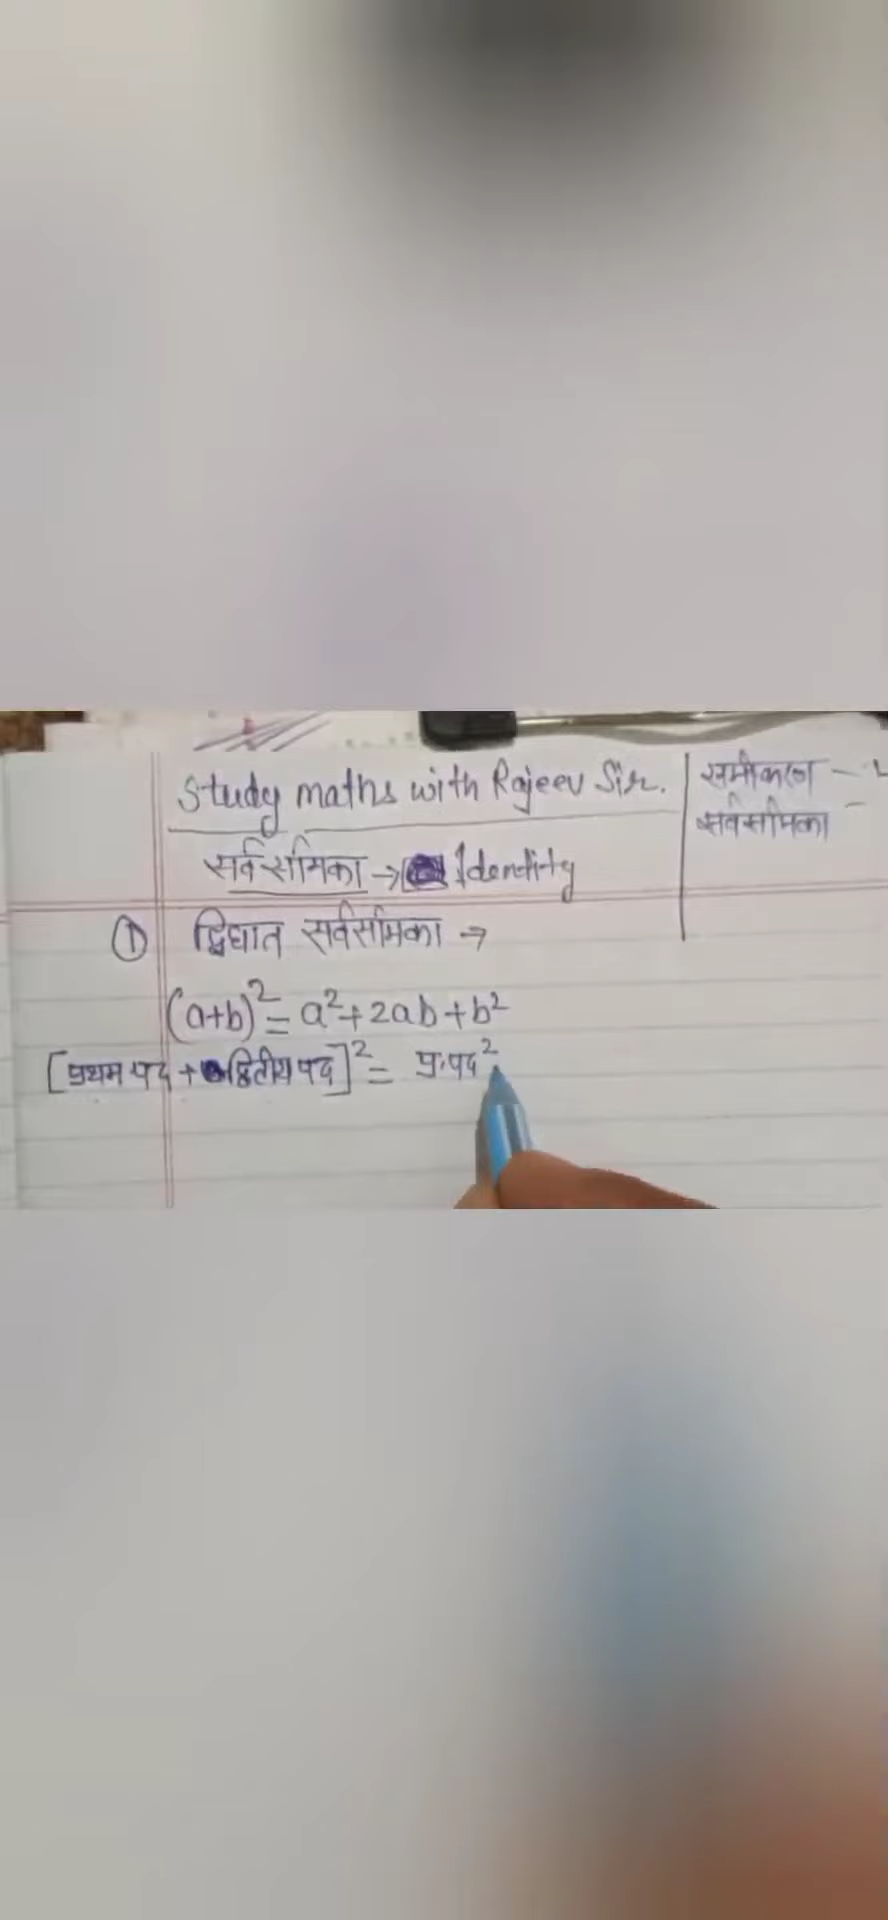 Study maths with Rajeev Sir.
सर्वसमिका → Identity
① द्विघात सर्वसमिका →
(a+b)² = a² + 2ab + b²
[प्रथम पद + द्वितीय पद]² = प्र.पद²
समीकरण –
सर्वसमिका –